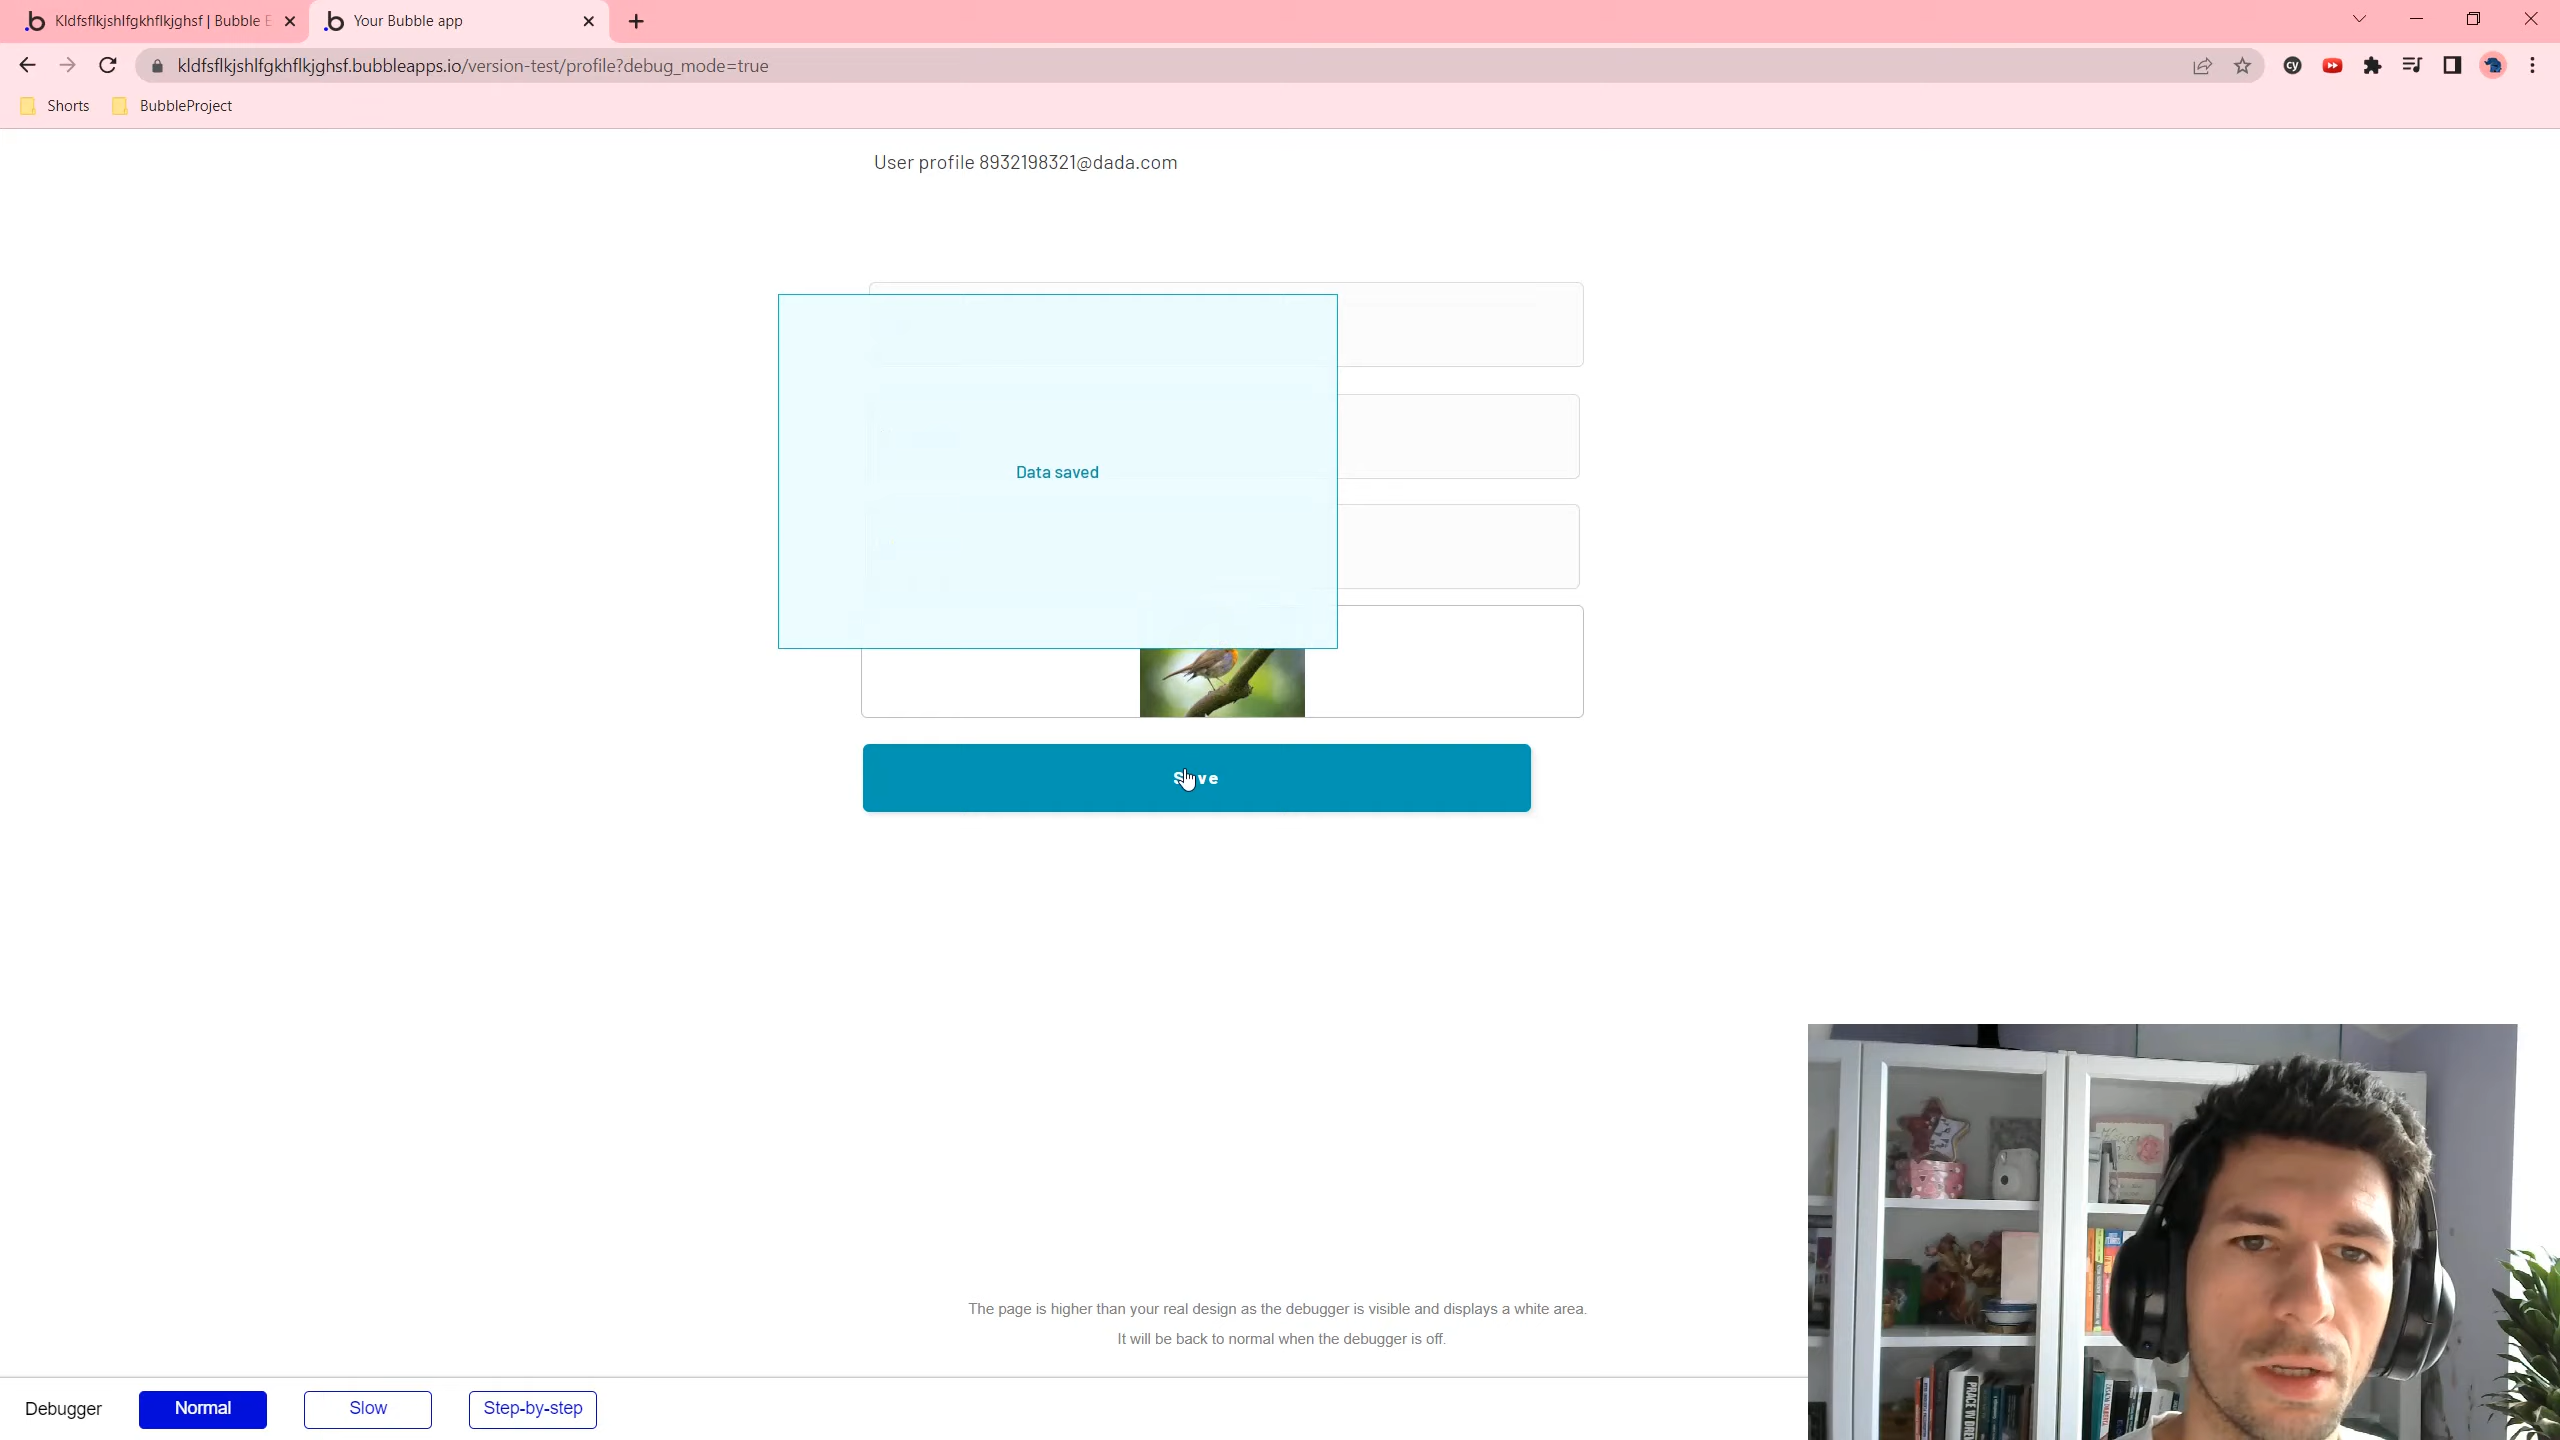 Kldfsflkjshlfgkhflkjghsf | Bubble E
Your Bubble app
kldfsflkjshlfgkhflkjghsf.bubbleapps.io/version-test/profile?debug_mode=true
Shorts
BubbleProject
User profile 8932198321@dada.com
Data saved
Save
The page is higher than your real design as the debugger is visible and displays a white area.
It will be back to normal when the debugger is off.
Debugger
Normal
Slow
Step-by-step